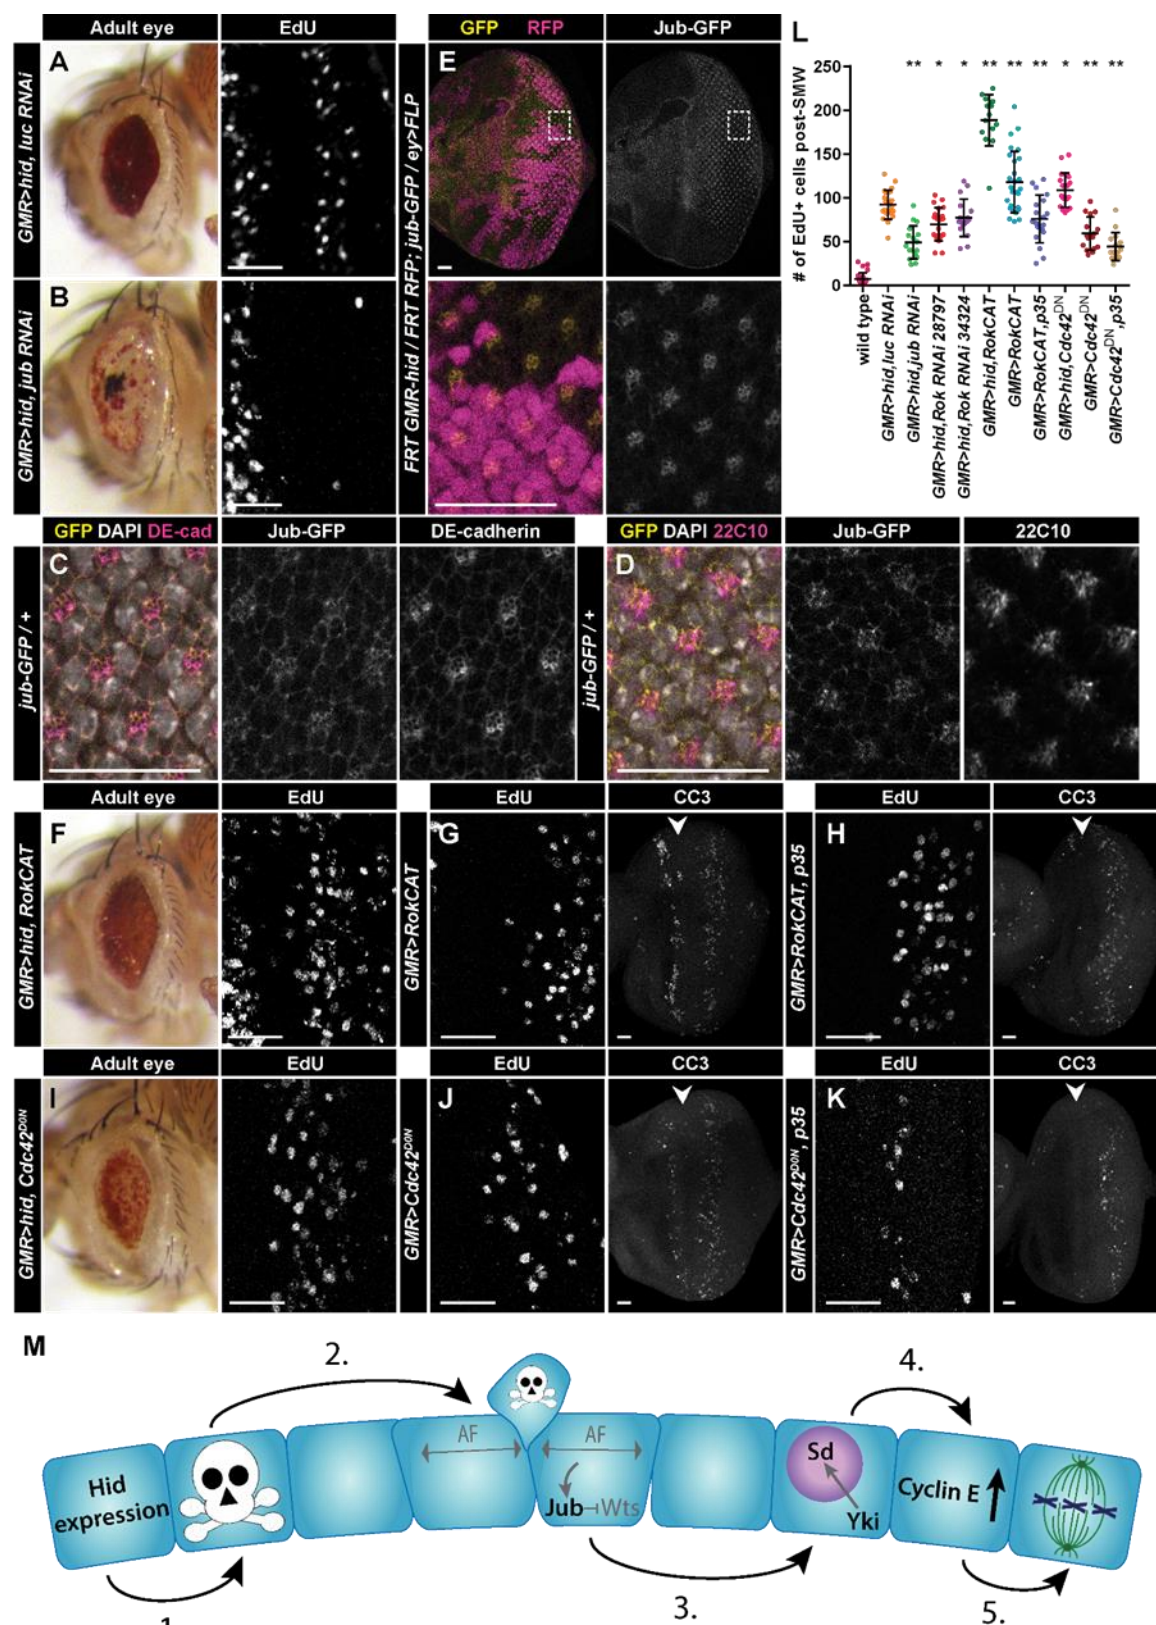 Adult eye
EdU
GFP RFP
Jub-GFP
L
GMR>hid, luc RNAi
A
FRT GMR-hid / FRT RFP; jub-GFP / ey>FLP
E
# of EdU+ cells post-SMW
250
200
150
100
50
0
** * * ** ** ** * ** **
wild type
GMR>hid,luc RNAi
GMR>hid,jub RNAi
GMR>hid,Rok RNAi 28797
GMR>hid,Rok RNAi 34324
GMR>hid,RokCAT
GMR>RokCAT
GMR>RokCAT,p35
GMR>hid,Cdc42DN
GMR>Cdc42DN
GMR>Cdc42DN,p35
GMR>hid, jub RNAi
B
GFP DAPI DE-cad
Jub-GFP
DE-cadherin
GFP DAPI 22C10
Jub-GFP
22C10
jub-GFP / +
C
jub-GFP / +
D
Adult eye
EdU
EdU
CC3
EdU
CC3
GMR>hid, RokCAT
F
GMR>RokCAT
G
GMR>RokCAT, p35
H
Adult eye
EdU
EdU
CC3
EdU
CC3
GMR>hid, Cdc42D0N
I
GMR>Cdc42D0N
J
GMR>Cdc42D0N, p35
K
M
2.
4.
AF
AF
Hid
expression
Jub
Wts
Sd
Yki
Cyclin E
1.
3.
5.